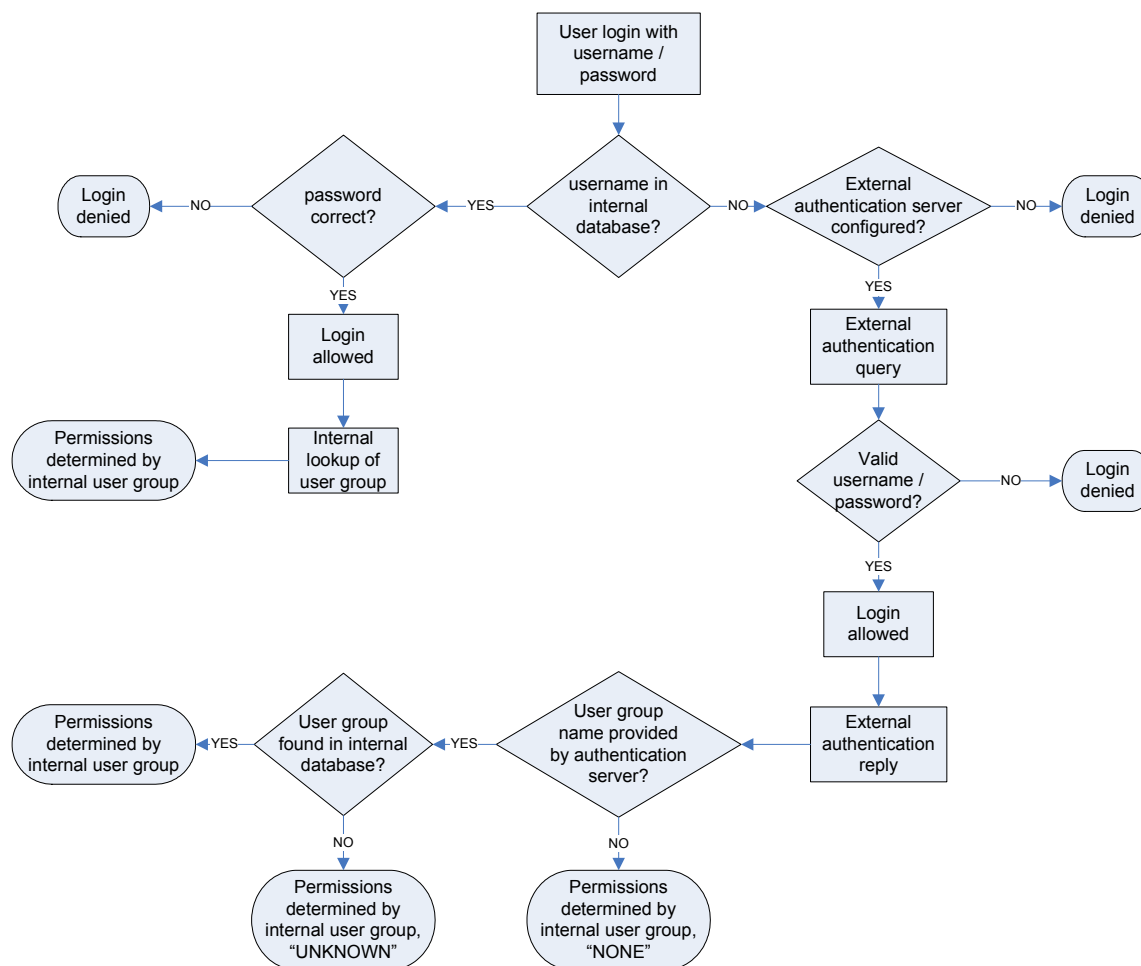 User login with
username /
password
Login
denied
NO
password
correct?
YES
username in
internal
database?
NO
External
authentication server
configured?
NO
Login
denied
YES
Login
allowed
YES
External
authentication
query
Permissions
determined by
internal user group
Internal
lookup of
user group
Valid
username /
password?
NO
Login
denied
YES
Login
allowed
Permissions
determined by
internal user group
YES
User group
found in internal
database?
YES
User group
name provided
by authentication
server?
External
authentication
reply
NO
Permissions
determined by
internal user group,
“UNKNOWN”
NO
Permissions
determined by
internal user group,
“NONE”